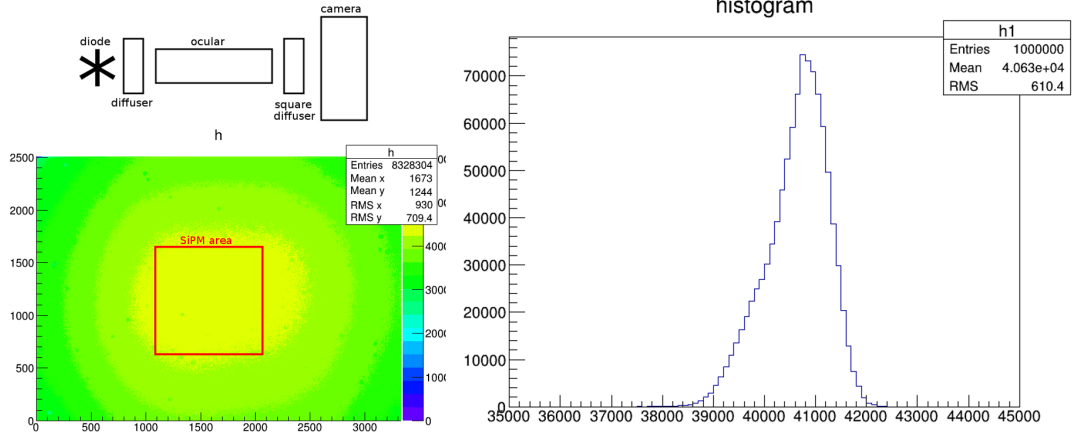 camera
diode
ocular
diffuser
square
diffuser
h
h
Entries 8328304
Mean x 1673
Mean y 1244
RMS x 930
RMS y 709.4
SiPM area
2500
2000
1500
1000
500
0
0 500 1000 1500 2000 2500 3000
4000
2000
1000
0
histogram
h1
Entries 1000000
Mean 4.063e+04
RMS 610.4
70000
60000
50000
40000
30000
20000
10000
0
35000 36000 37000 38000 39000 40000 41000 42000 43000 44000 45000